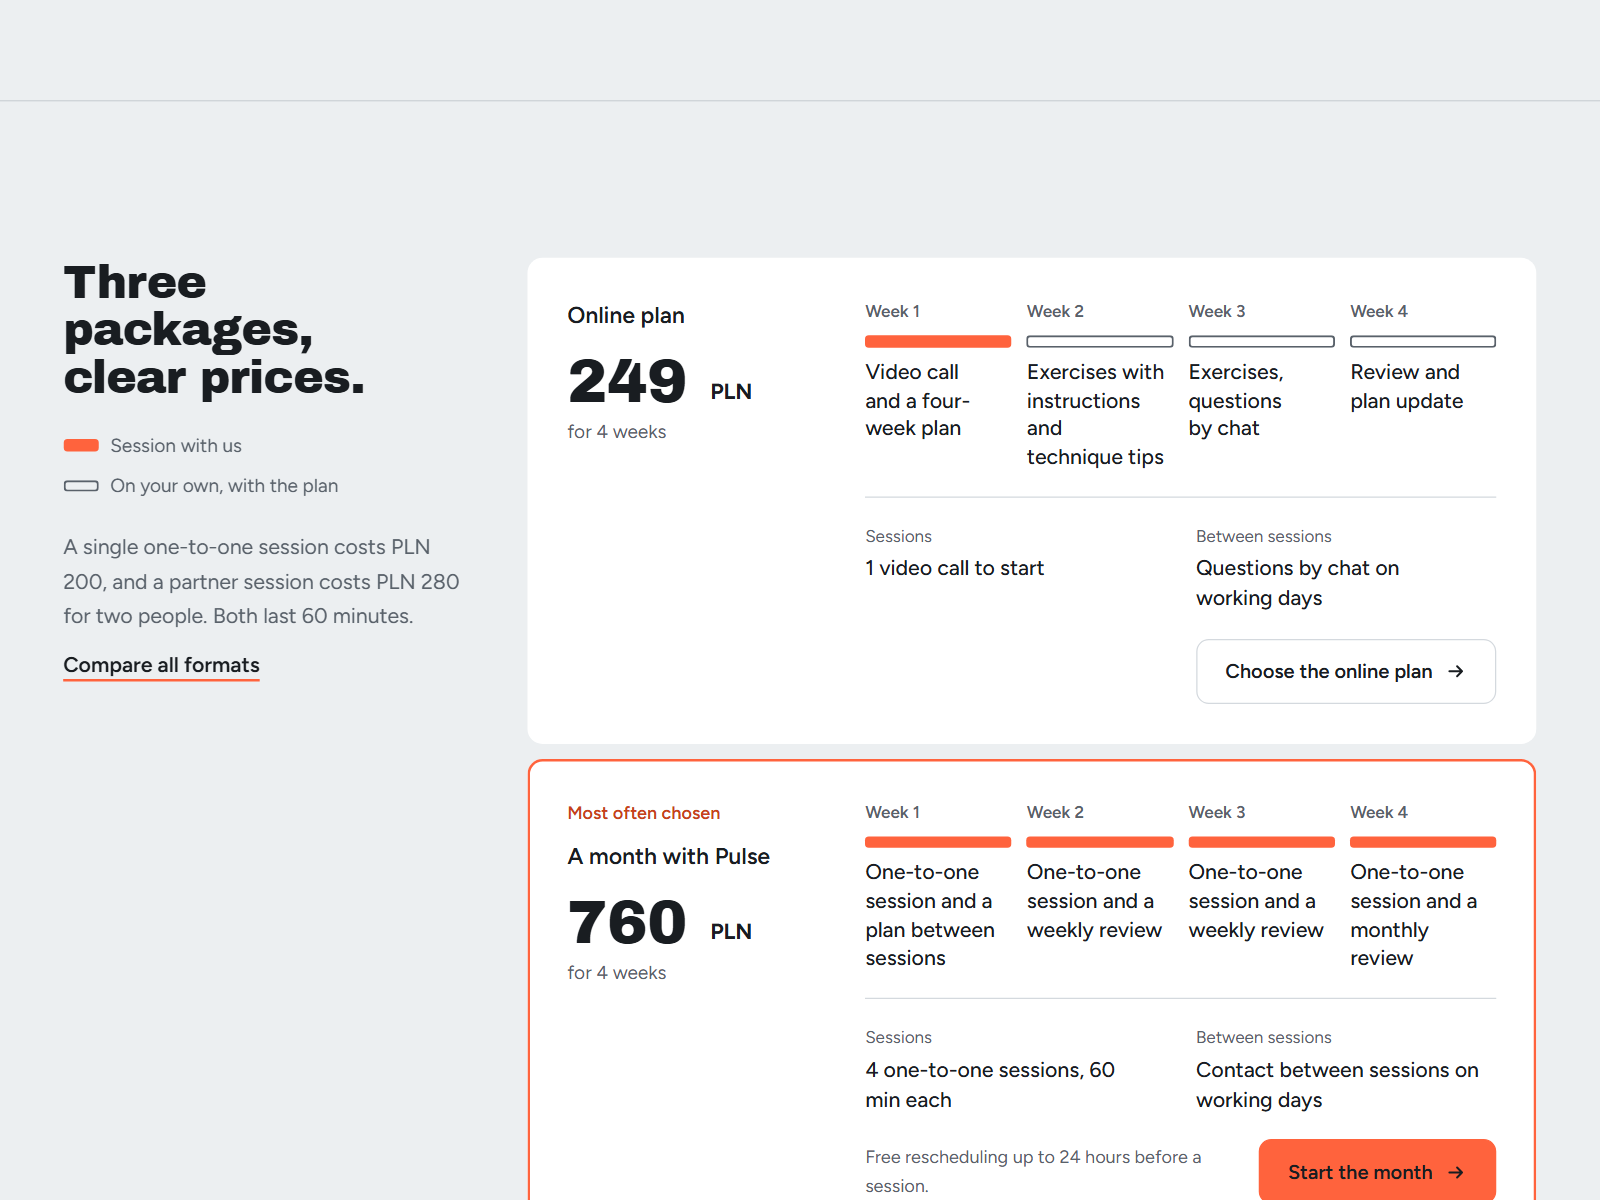 Three
packages,
clear prices.
Session with us
On your own, with the plan
A single one-to-one session costs PLN
200, and a partner session costs PLN 280
for two people. Both last 60 minutes.
Compare all formats
Online plan
249 PLN
for 4 weeks
Week 1
Video call
and a four-
week plan
Week 2
Exercises with
instructions
and
technique tips
Week 3
Exercises,
questions
by chat
Week 4
Review and
plan update
Sessions
1 video call to start
Between sessions
Questions by chat on
working days
Choose the online plan →
Most often chosen
A month with Pulse
760 PLN
for 4 weeks
Week 1
One-to-one
session and a
plan between
sessions
Week 2
One-to-one
session and a
weekly review
Week 3
One-to-one
session and a
weekly review
Week 4
One-to-one
session and a
monthly
review
Sessions
4 one-to-one sessions, 60
min each
Between sessions
Contact between sessions on
working days
Free rescheduling up to 24 hours before a
session.
Start the month →